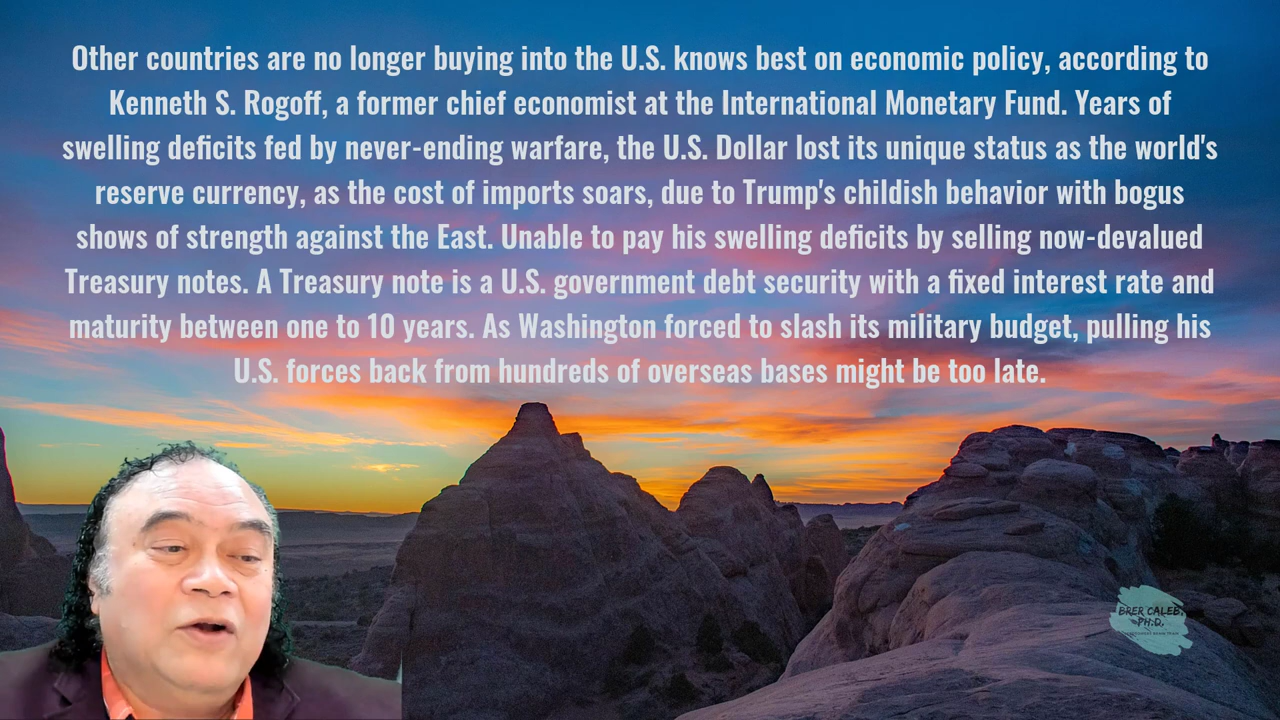 Other countries are no longer buying into the U.S. knows best on economic policy, according to
Kenneth S. Rogoff, a former chief economist at the International Monetary Fund. Years of
swelling deficits fed by never-ending warfare, the U.S. Dollar lost its unique status as the world's
reserve currency, as the cost of imports soars, due to Trump's childish behavior with bogus
shows of strength against the East. Unable to pay his swelling deficits by selling now-devalued
Treasury notes. A Treasury note is a U.S. government debt security with a fixed interest rate and
maturity between one to 10 years. As Washington forced to slash its military budget, pulling his
U.S. forces back from hundreds of overseas bases might be too late.
BRER CALEB,
PH.D.